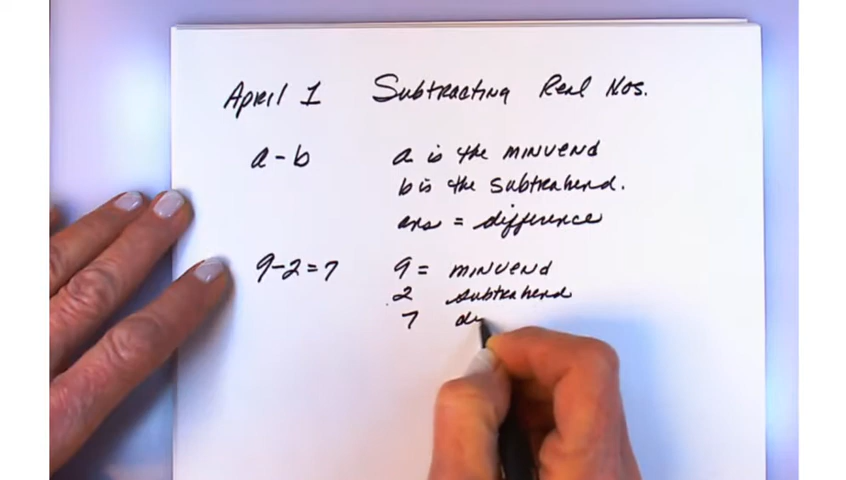 April 1 Subtracting Real Nos.
a - b a is the minuend
b is the subtrahend.
ans = difference
9-2=7 9 = minuend
2 subtrahend
7 di